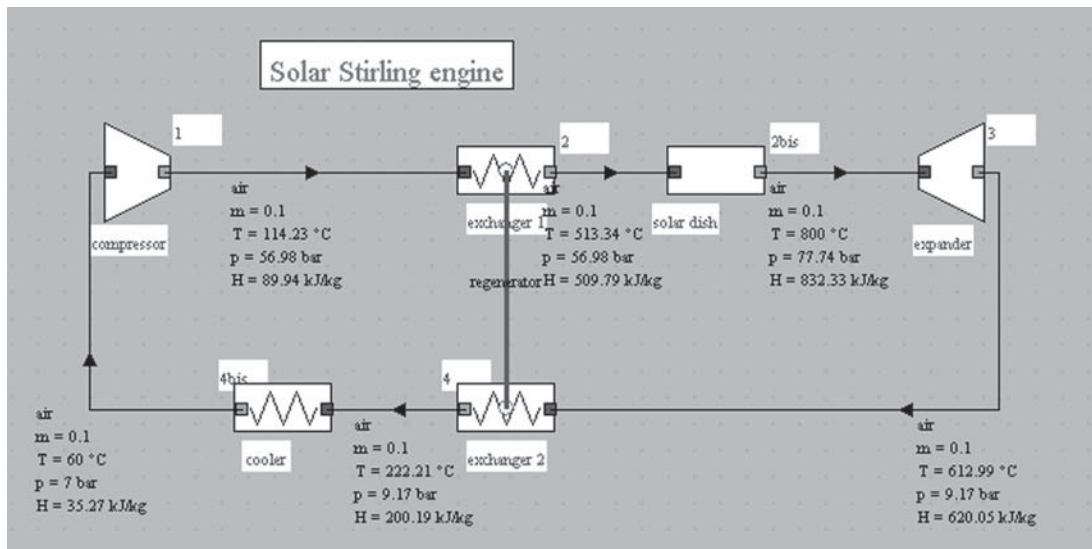 Solar Stirling engine
1
compressor
air
m = 0.1
T = 114.23 °C
p = 56.98 bar
H = 89.94 kJ/kg
2
exchanger 1
air
m = 0.1
T = 513.34 °C
p = 56.98 bar
H = 509.79 kJ/kg
regenerator
2bis
solar dish
air
m = 0.1
T = 800 °C
p = 77.74 bar
H = 832.33 kJ/kg
3
expander
4bis
cooler
air
m = 0.1
T = 60 °C
p = 7 bar
H = 35.27 kJ/kg
4
exchanger 2
air
m = 0.1
T = 222.21 °C
p = 9.17 bar
H = 200.19 kJ/kg
air
m = 0.1
T = 612.99 °C
p = 9.17 bar
H = 620.05 kJ/kg